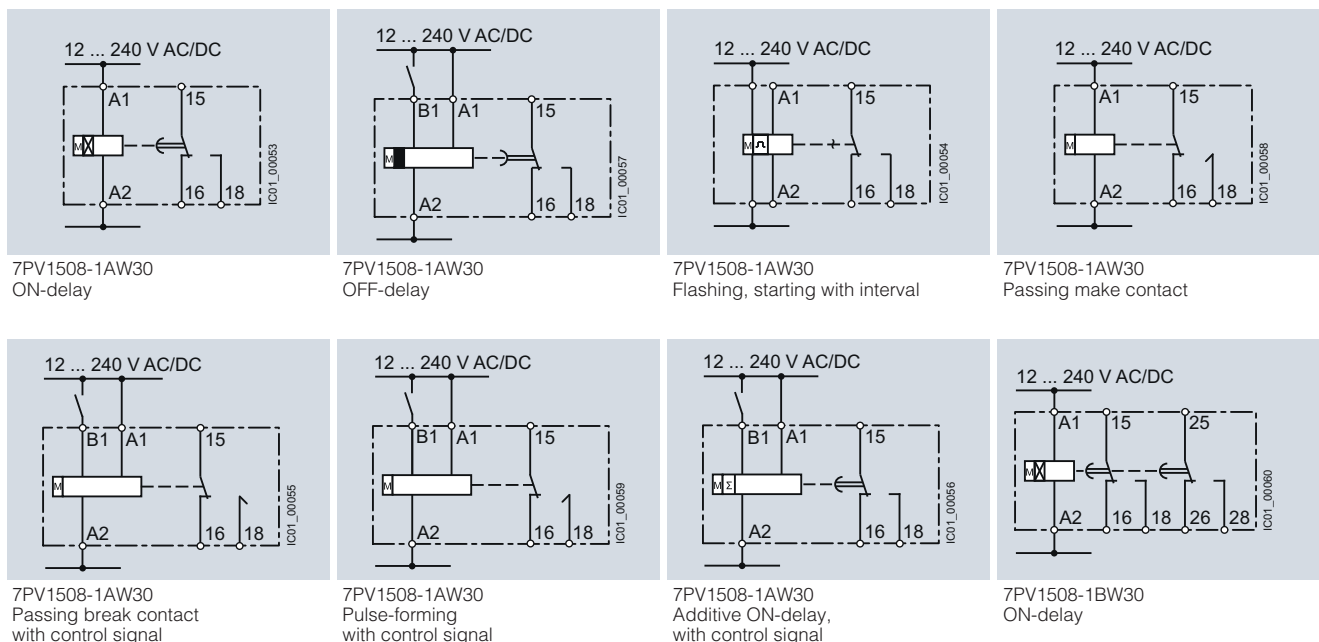 12 ... 240 V AC/DC
A1
15
M
A2
16
18
IC01_00053
7PV1508-1AW30
ON-delay
12 ... 240 V AC/DC
B1
A1
15
M
A2
16
18
IC01_00057
7PV1508-1AW30
OFF-delay
12 ... 240 V AC/DC
A1
15
M
A2
16
18
IC01_00054
7PV1508-1AW30
Flashing, starting with interval
12 ... 240 V AC/DC
A1
15
M
A2
16
18
IC01_00058
7PV1508-1AW30
Passing make contact
12 ... 240 V AC/DC
B1
A1
15
M
A2
16
18
IC01_00055
7PV1508-1AW30
Passing break contact
with control signal
12 ... 240 V AC/DC
B1
A1
15
M
A2
16
18
IC01_00059
7PV1508-1AW30
Pulse-forming
with control signal
12 ... 240 V AC/DC
B1
A1
15
M
Σ
A2
16
18
IC01_00056
7PV1508-1AW30
Additive ON-delay,
with control signal
12 ... 240 V AC/DC
A1
15
25
M
A2
16
18
26
28
IC01_00060
7PV1508-1BW30
ON-delay